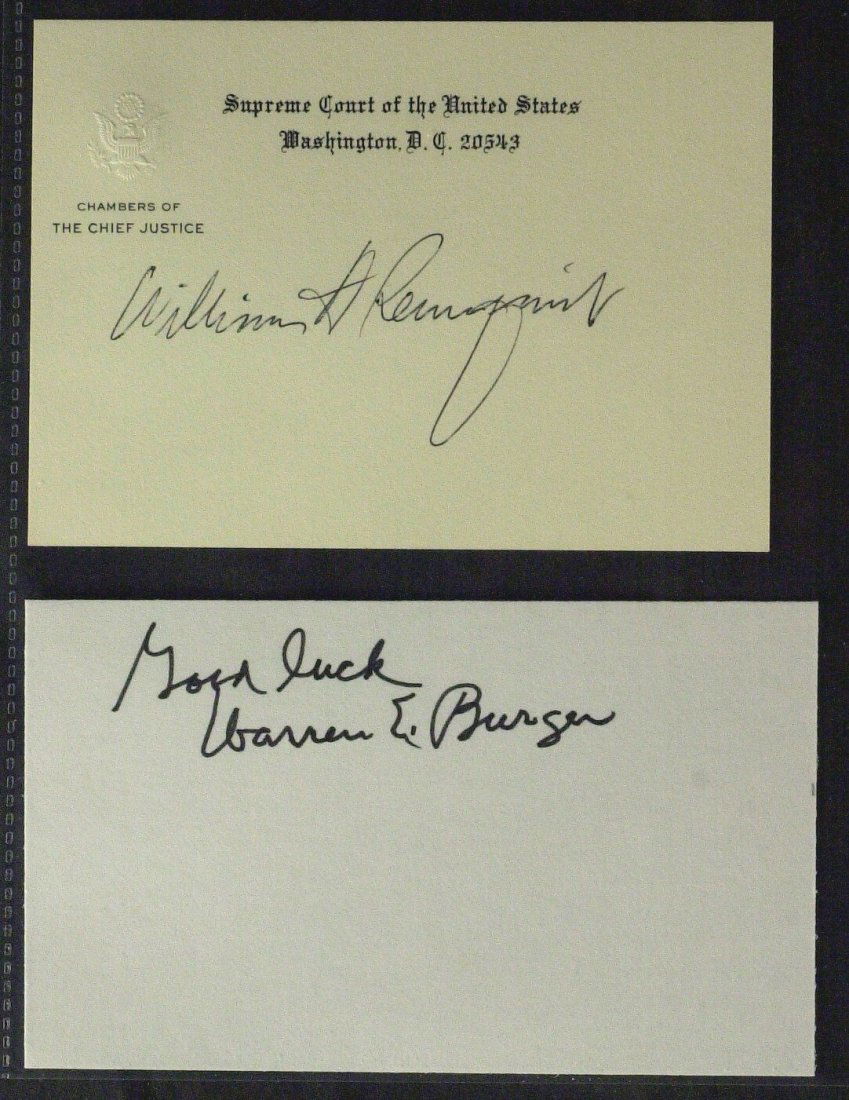 Supreme Court of the United States
Washington, D. C. 20543
CHAMBERS OF
THE CHIEF JUSTICE
William H Rehnquist
Good luck
Warren E. Burger